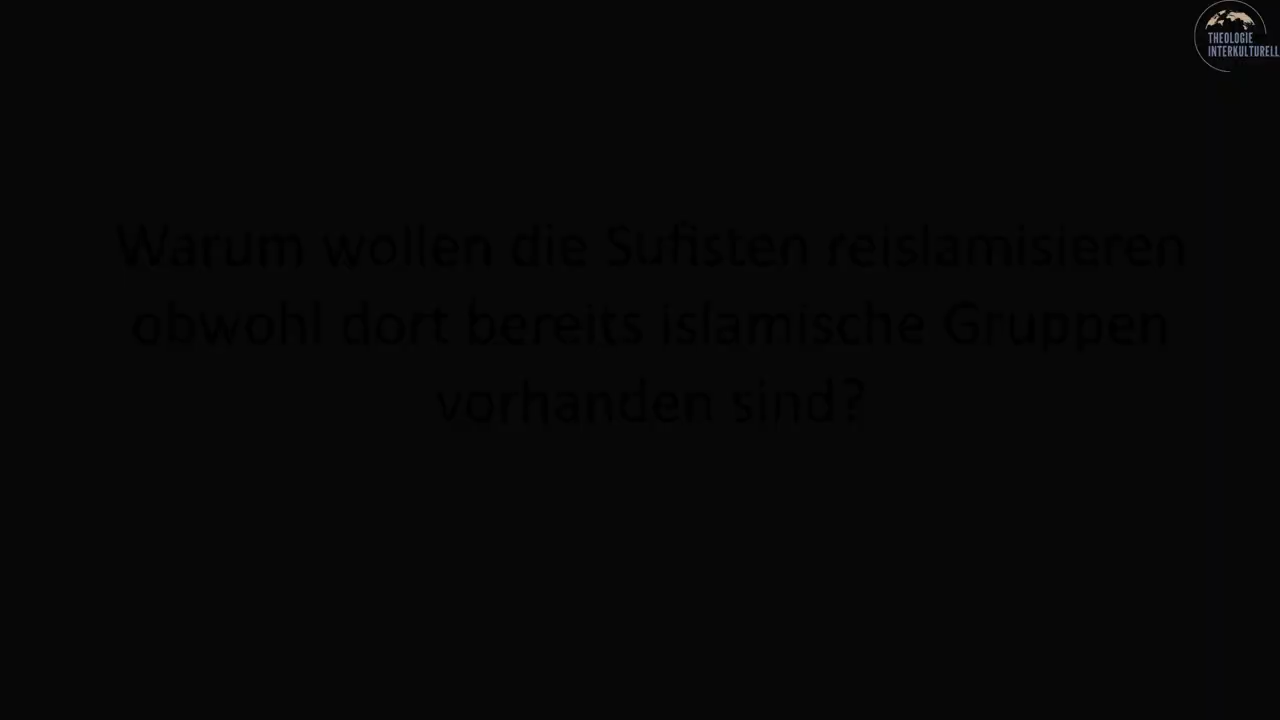 THEOLOGIE
INTERKULTURELL
Warum wollen die Sufisten reislamisieren
obwohl dort bereits islamische Gruppen
vorhanden sind?